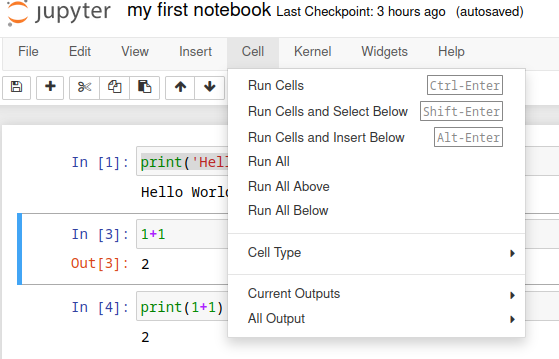 jupyter my first notebook Last Checkpoint: 3 hours ago (autosaved)
File Edit View Insert Cell Kernel Widgets Help
Run Cells Ctrl-Enter
Run Cells and Select Below Shift-Enter
Run Cells and Insert Below Alt-Enter
Run All
Run All Above
Run All Below
Cell Type
Current Outputs
All Output
In [1]: print('Hell
Hello Worl
In [3]: 1+1
Out[3]: 2
In [4]: print(1+1)
2